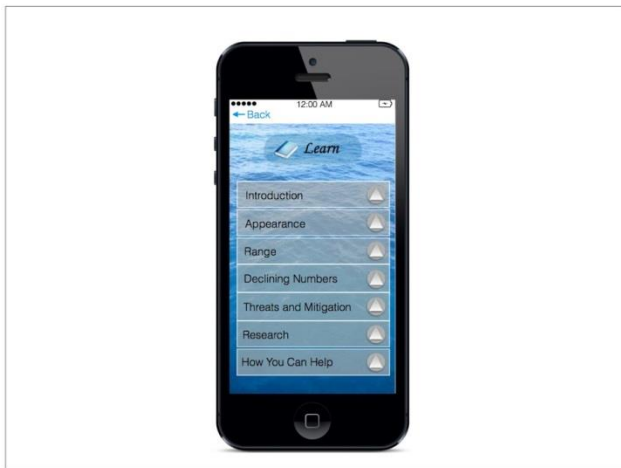 12:00 AM
Back
Learn
Introduction
Appearance
Range
Declining Numbers
Threats and Mitigation
Research
How You Can Help